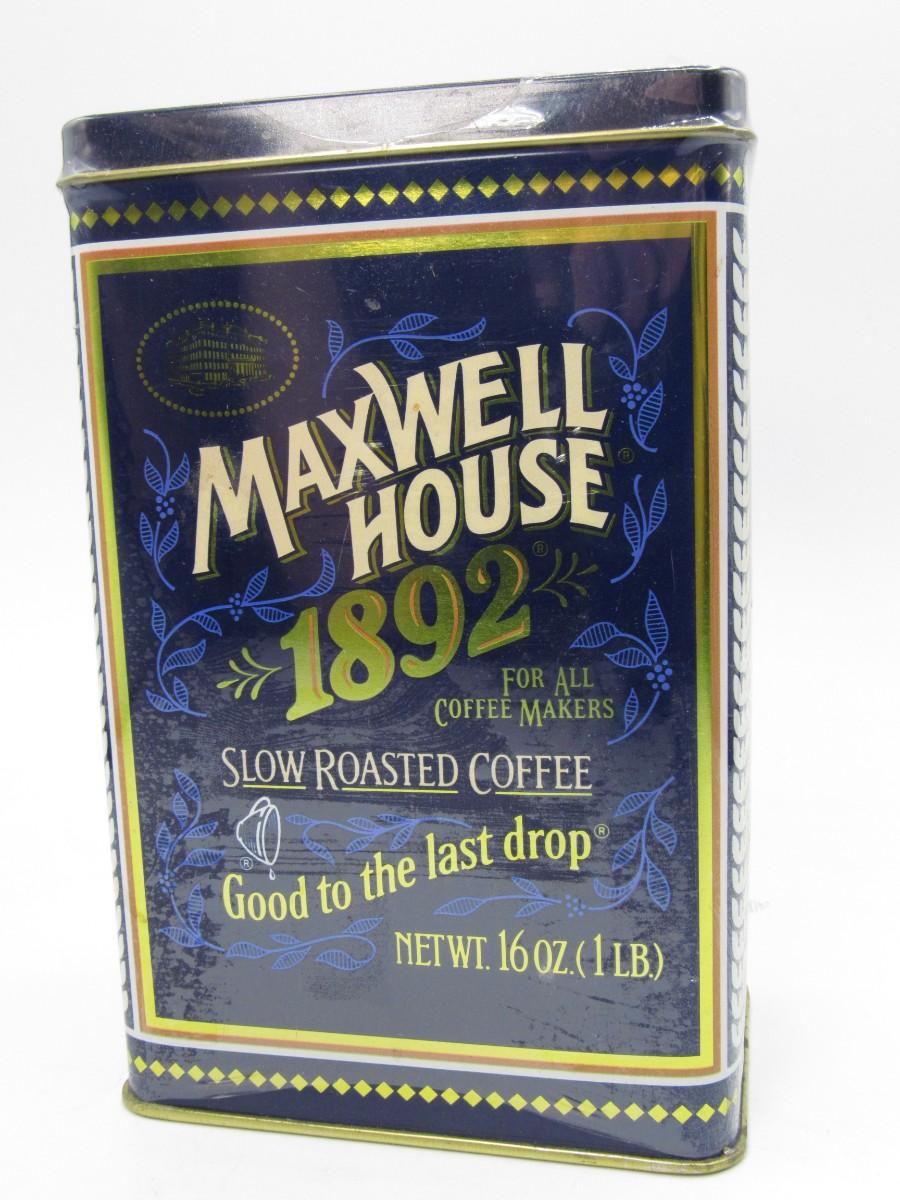 MAXWELL
HOUSE®
1892®
FOR ALL
COFFEE MAKERS
SLOW ROASTED COFFEE
®
Good to the last drop®
NET WT. 16 OZ. (1 LB.)